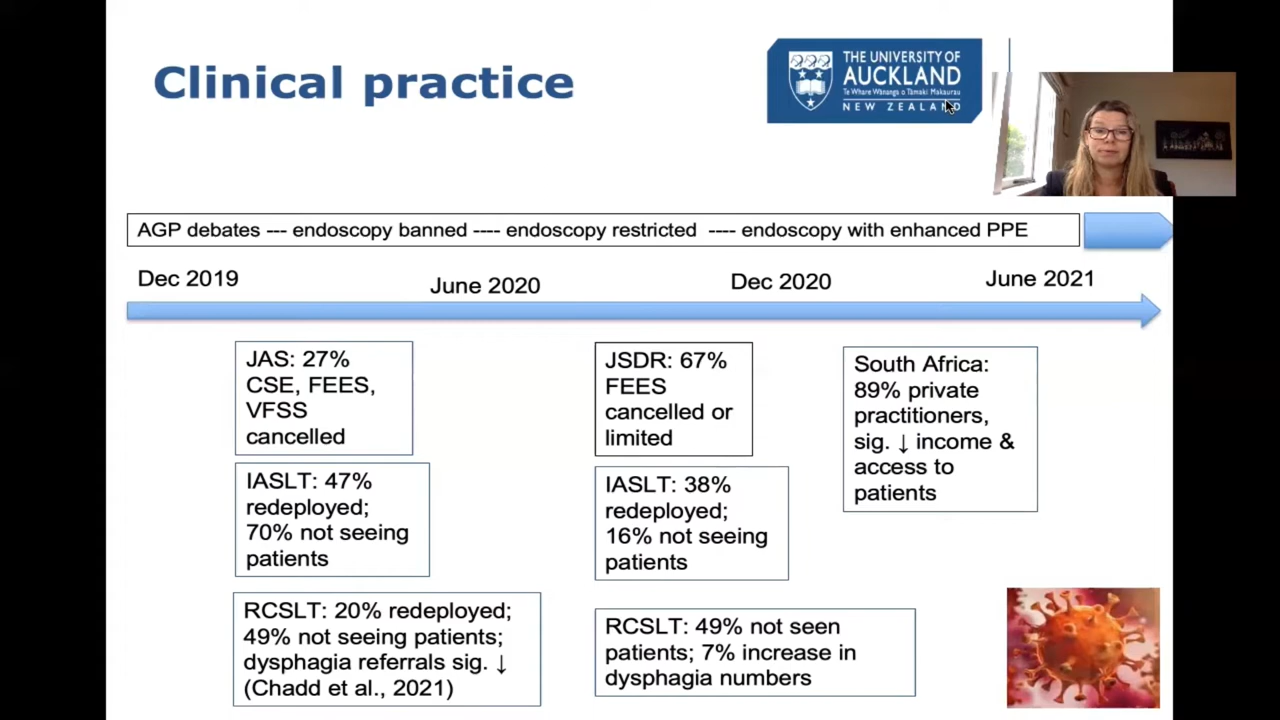 Clinical practice
THE UNIVERSITY OF
AUCKLAND
Te Whare Wānanga o Tāmaki Makaurau
NEW ZEALAND
AGP debates --- endoscopy banned ---- endoscopy restricted ---- endoscopy with enhanced PPE
Dec 2019
June 2020
Dec 2020
June 2021
JAS: 27%
CSE, FEES,
VFSS
cancelled
JSDR: 67%
FEES
cancelled or
limited
South Africa:
89% private
practitioners,
sig. ↓ income &
access to
patients
IASLT: 47%
redeployed;
70% not seeing
patients
IASLT: 38%
redeployed;
16% not seeing
patients
RCSLT: 20% redeployed;
49% not seeing patients;
dysphagia referrals sig. ↓
(Chadd et al., 2021)
RCSLT: 49% not seen
patients; 7% increase in
dysphagia numbers